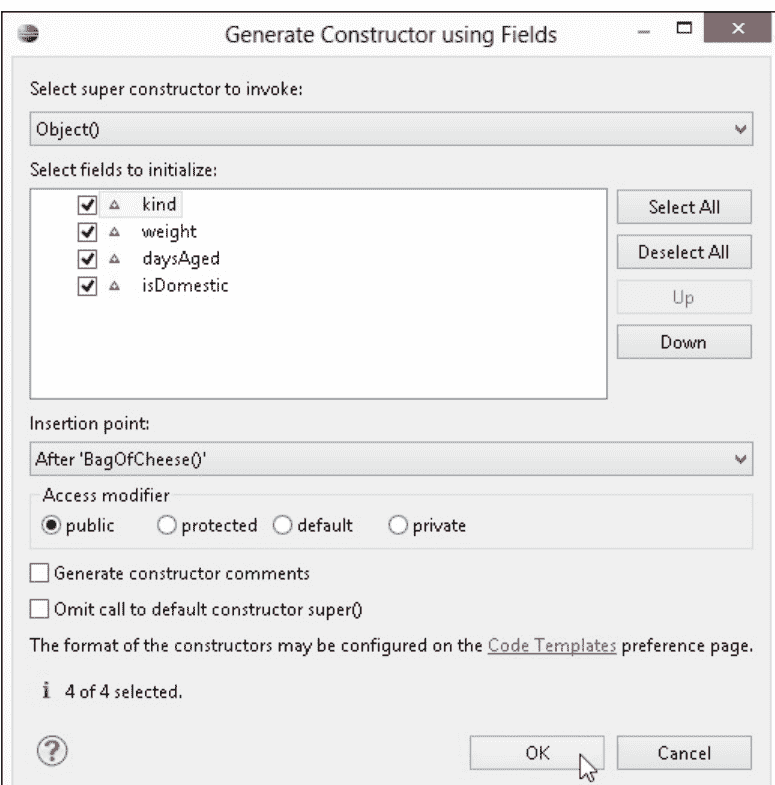 Generate Constructor using Fields
Select super constructor to invoke:
Object()
Select fields to initialize:
kind
weight
daysAged
isDomestic
Select All
Deselect All
Up
Down
Insertion point:
After 'BagOfCheese()'
Access modifier
public protected default private
Generate constructor comments
Omit call to default constructor super()
The format of the constructors may be configured on the Code Templates preference page.
i 4 of 4 selected.
?
OK Cancel